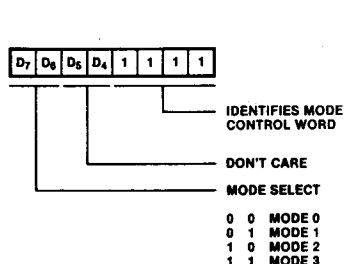 D7 D6 D5 D4 1 1 1 1
IDENTIFIES MODE
CONTROL WORD
DON'T CARE
MODE SELECT
0 0 MODE 0
0 1 MODE 1
1 0 MODE 2
1 1 MODE 3